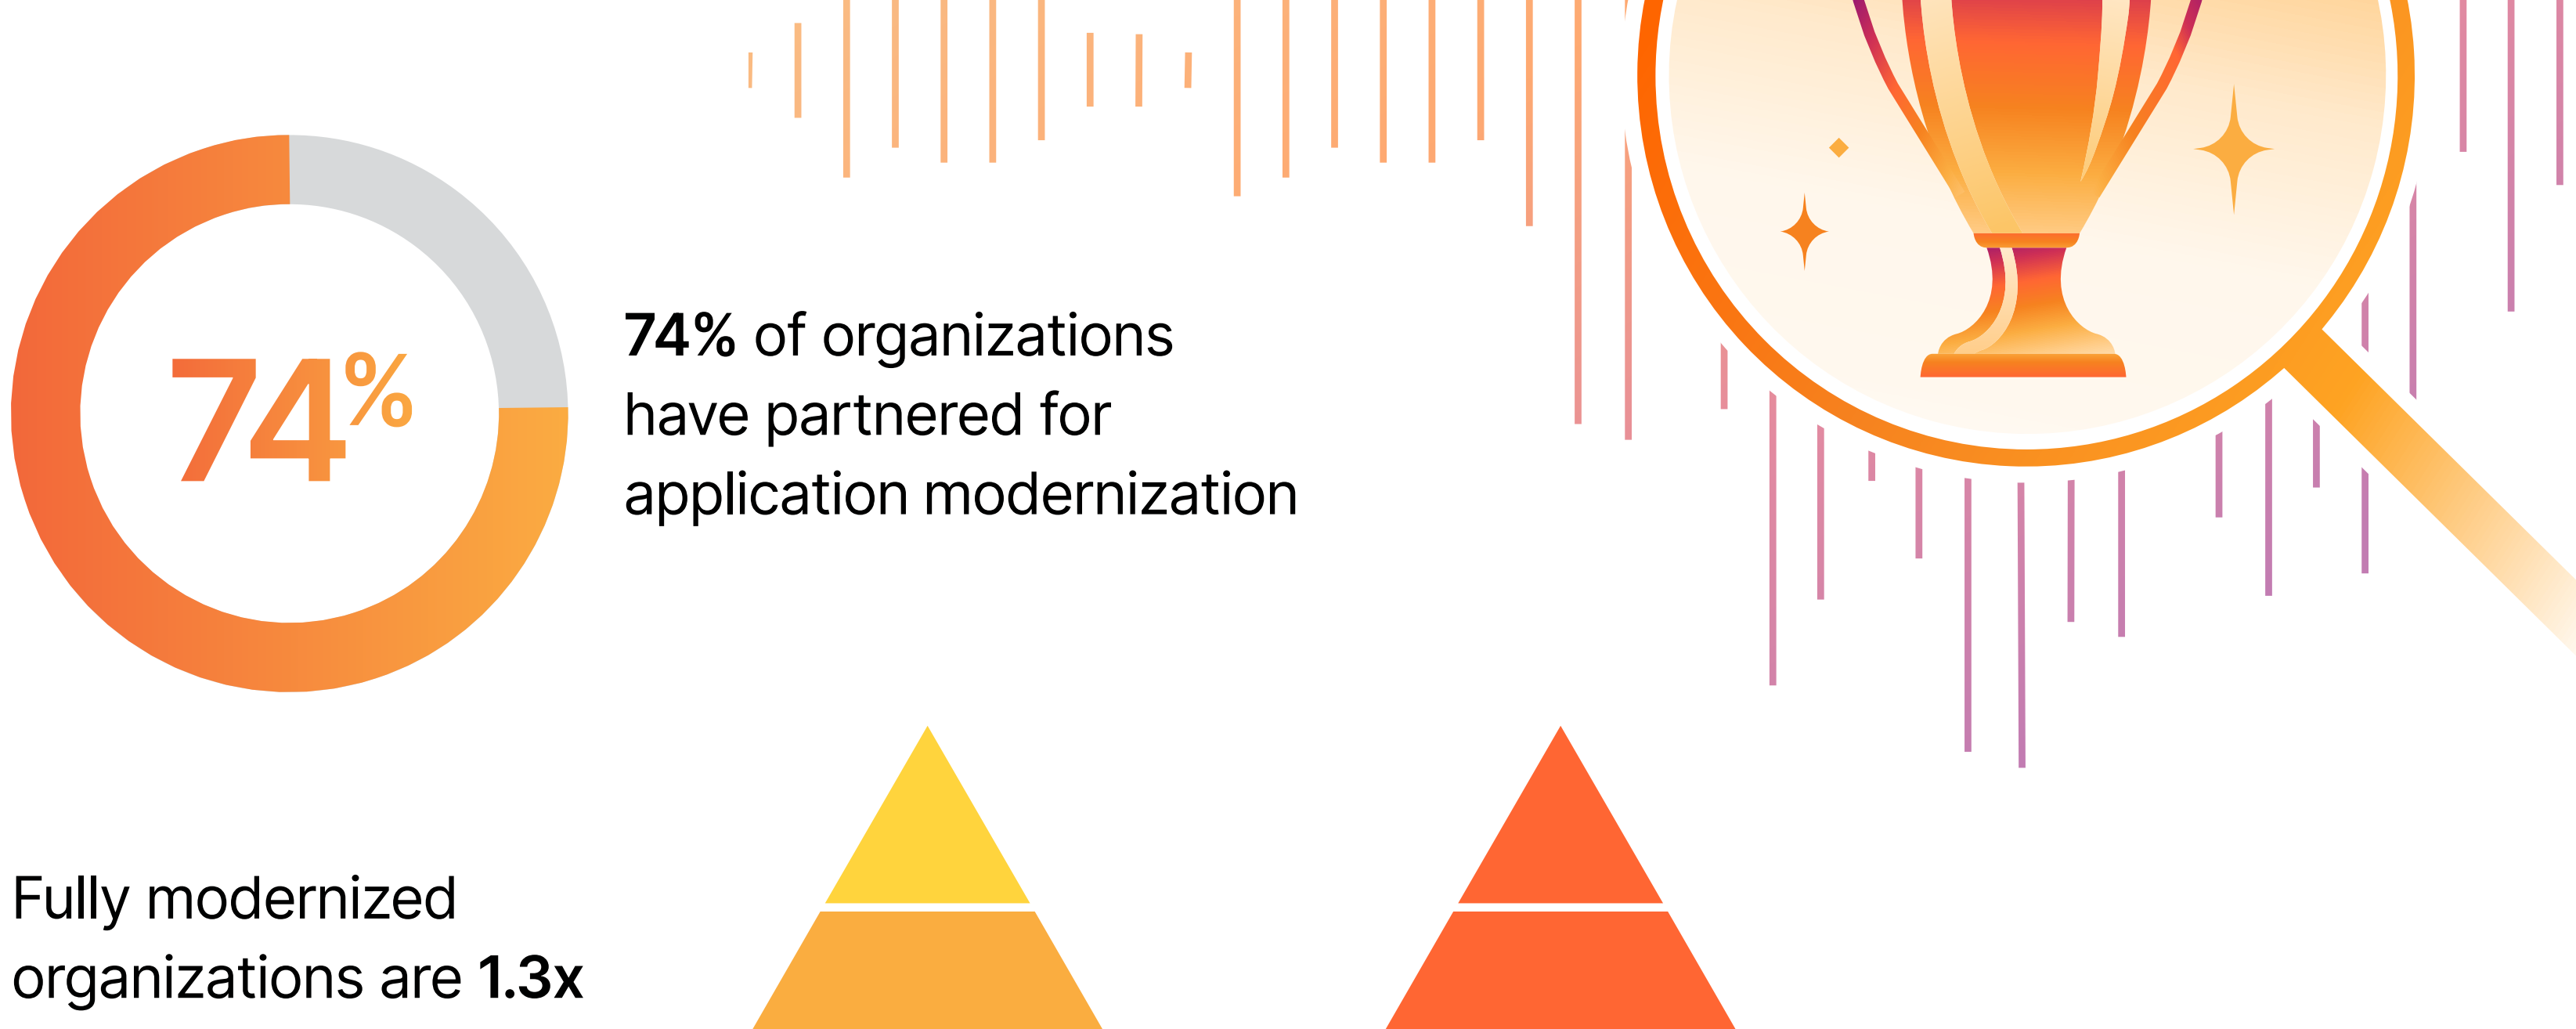 74%
74% of organizations
have partnered for
application modernization
Fully modernized
organizations are 1.3x